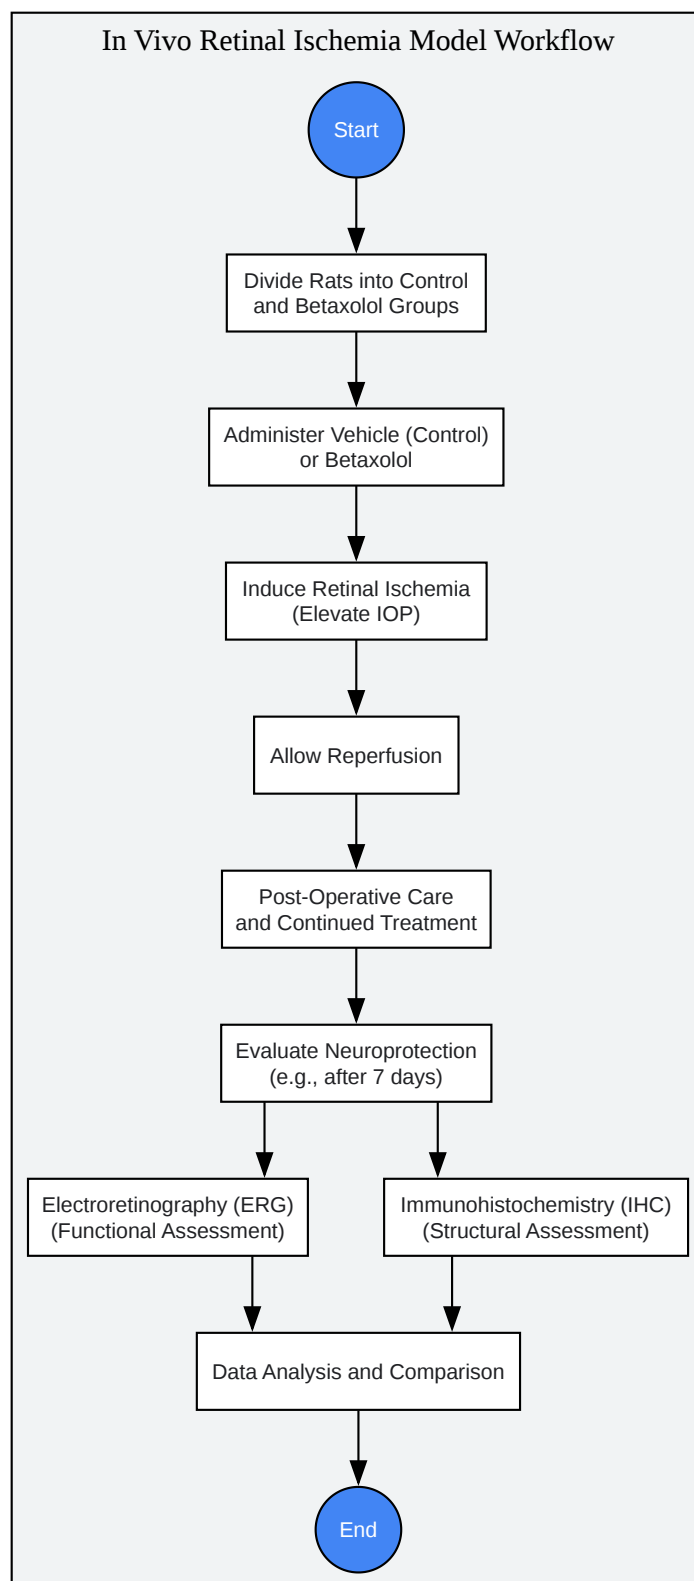 In Vivo Retinal Ischemia Model Workflow
Start
Divide Rats into Control
and Betaxolol Groups
Administer Vehicle (Control)
or Betaxolol
Induce Retinal Ischemia
(Elevate IOP)
Allow Reperfusion
Post-Operative Care
and Continued Treatment
Evaluate Neuroprotection
(e.g., after 7 days)
Electroretinography (ERG)
(Functional Assessment)
Immunohistochemistry (IHC)
(Structural Assessment)
Data Analysis and Comparison
End